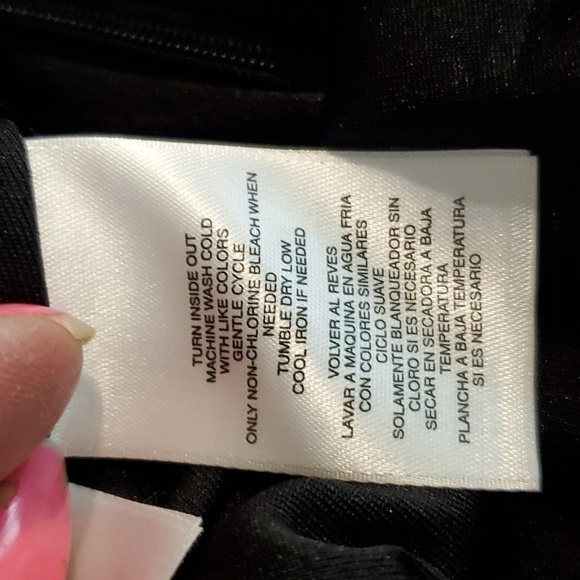 TURN INSIDE OUT
MACHINE WASH COLD
WITH LIKE COLORS
GENTLE CYCLE
ONLY NON-CHLORINE BLEACH WHEN
NEEDED
TUMBLE DRY LOW
COOL IRON IF NEEDED
VOLVER AL REVES
LAVAR A MAQUINA EN AGUA FRIA
CON COLORES SIMILARES
CICLO SUAVE
SOLAMENTE BLANQUEADOR SIN
CLORO SI ES NECESARIO
SECAR EN SECADORA A BAJA
TEMPERATURA
PLANCHA A BAJA TEMPERATURA
SI ES NECESARIO